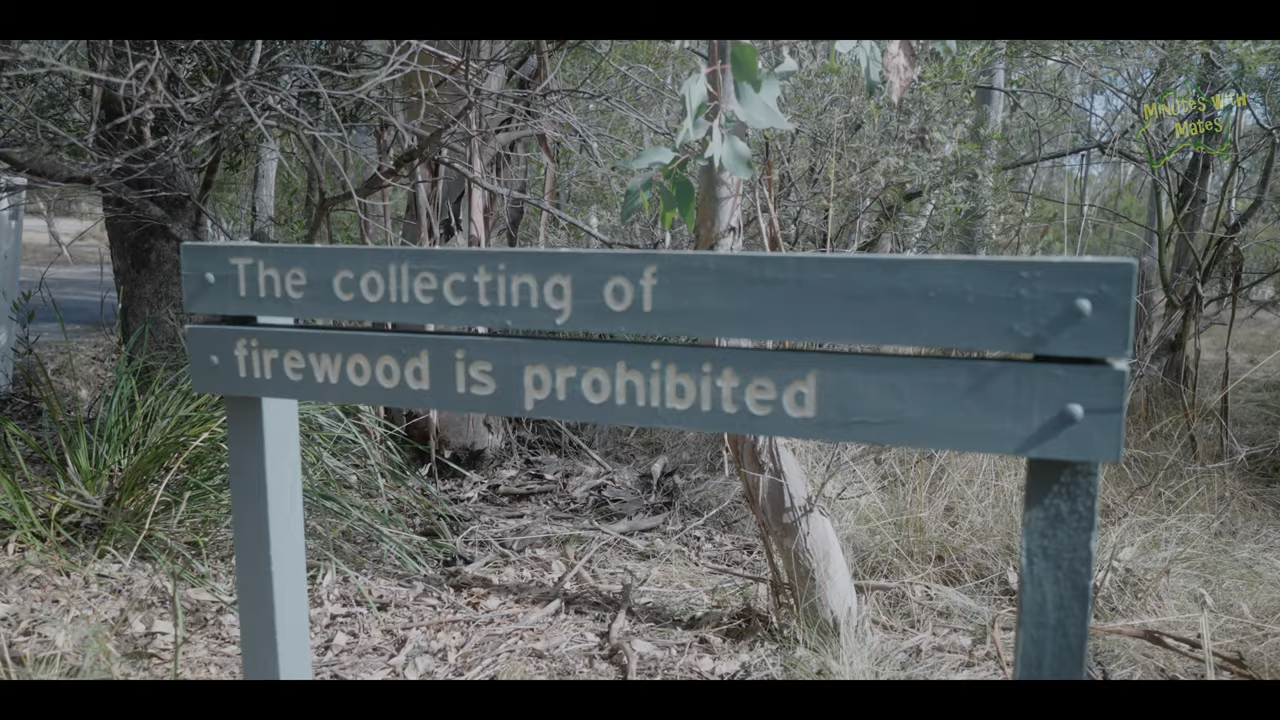 Minutes With
Mates
The collecting of
firewood is prohibited